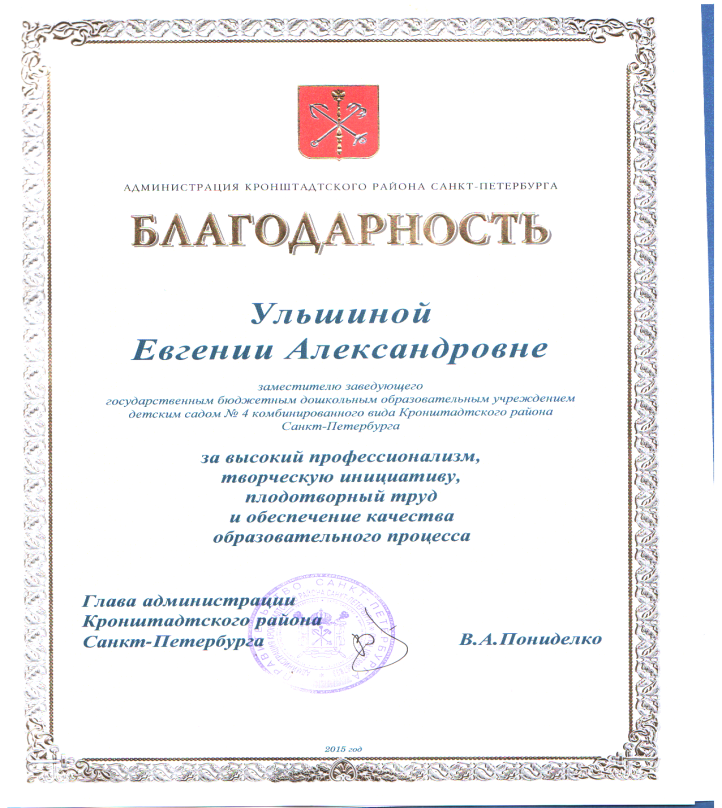 АДМИНИСТРАЦИЯ КРОНШТАДТСКОГО РАЙОНА САНКТ-ПЕТЕРБУРГА
БЛАГОДАРНОСТЬ
Ульшиной
Евгении Александровне
заместителю заведующего
государственным бюджетным дошкольным образовательным учреждением
детским садом № 4 комбинированного вида Кронштадтского района
Санкт-Петербурга
за высокий профессионализм,
творческую инициативу,
плодотворный труд
и обеспечение качества
образовательного процесса
Глава администрации
Кронштадтского района
Санкт-Петербурга
В.А.Пониделко
2015 год